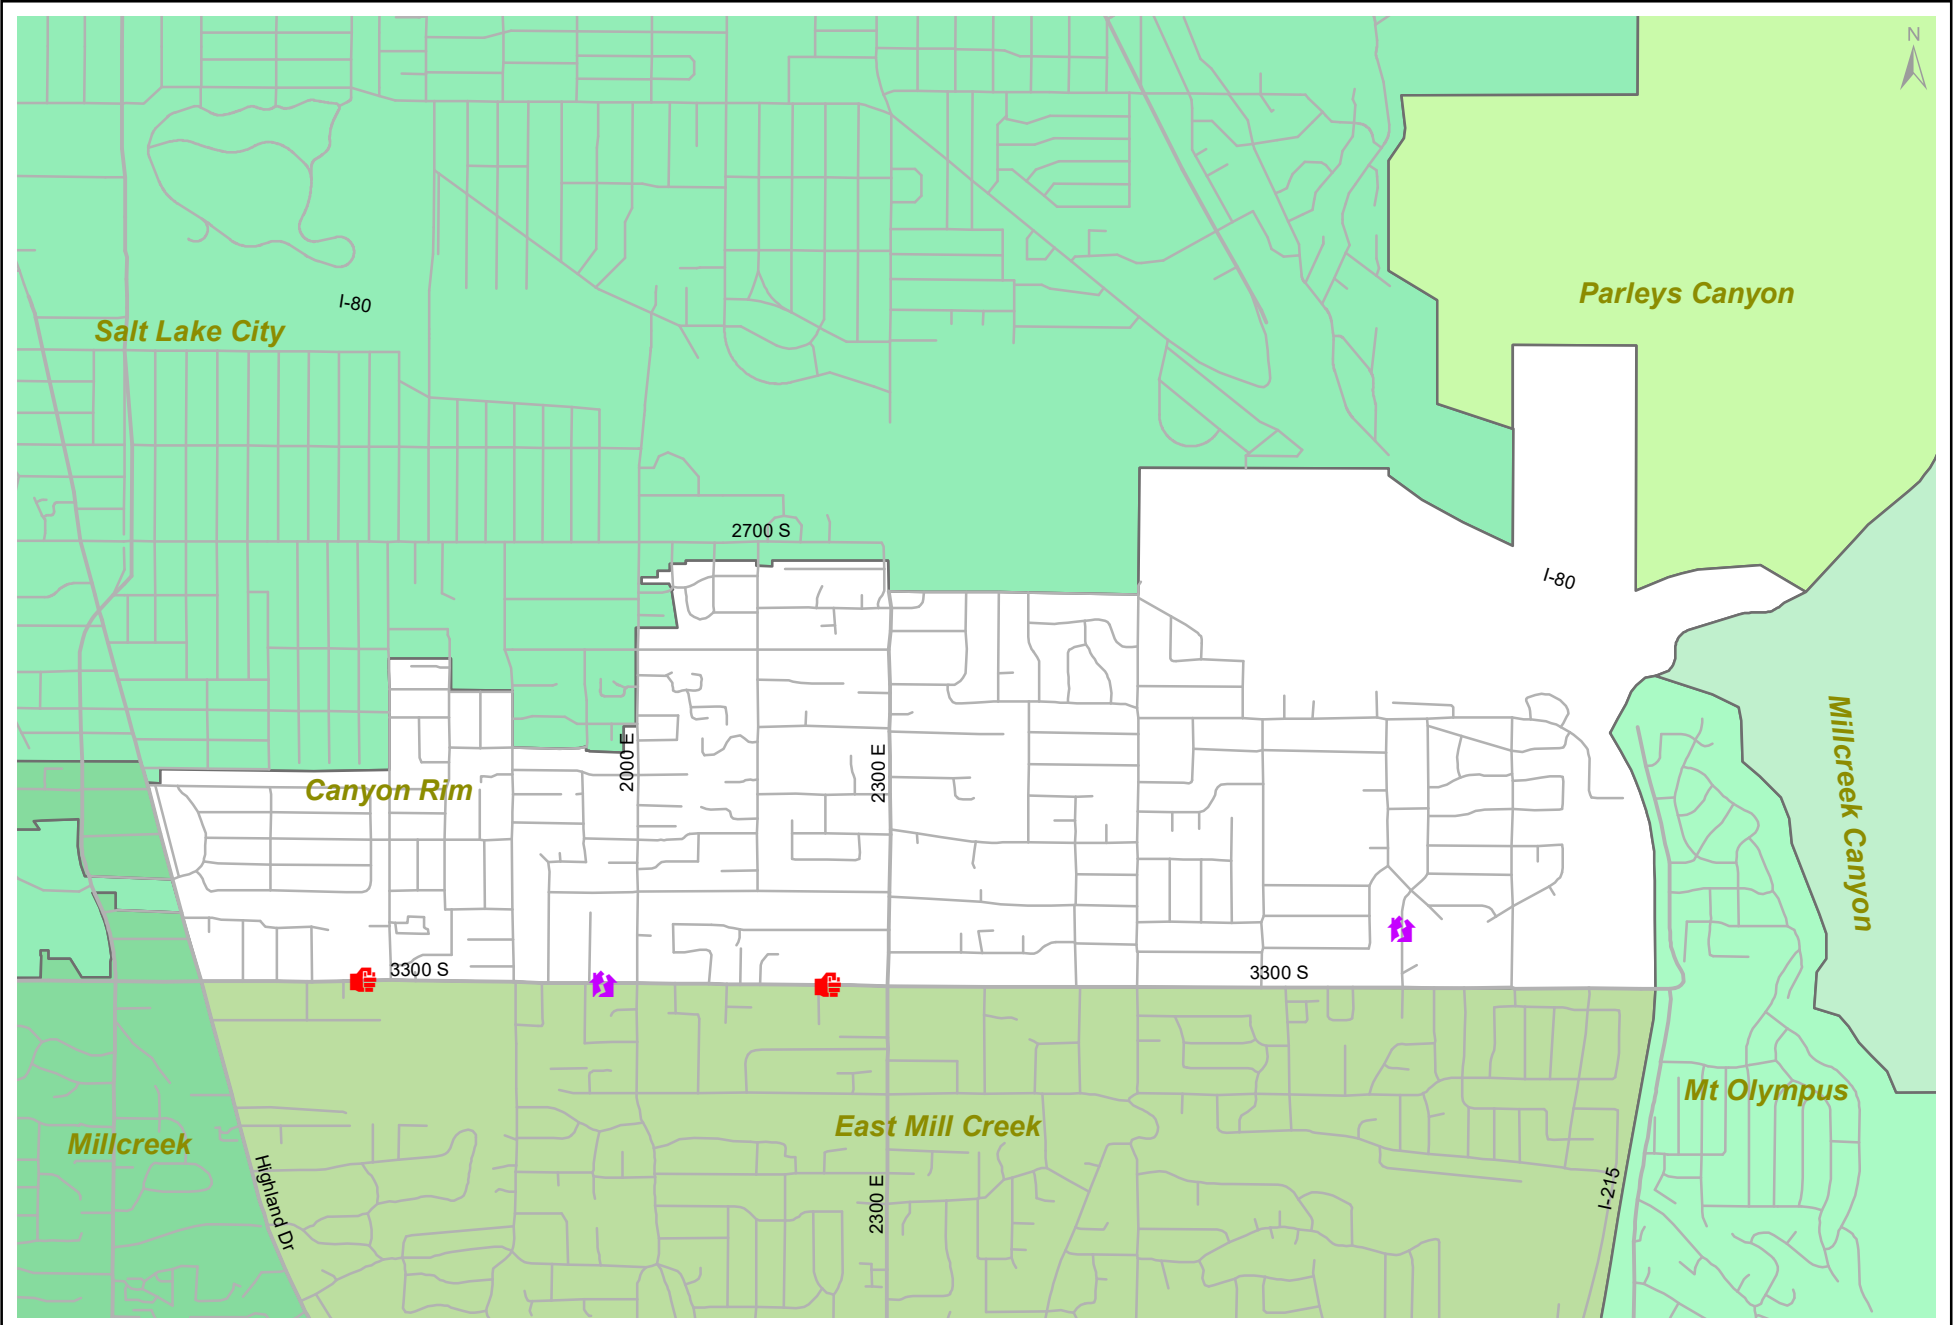 N
Parleys Canyon
I-80
Salt Lake City
2700 S
I-80
2000 E
2300 E
Canyon Rim
Millcreek Canyon
3300 S
3300 S
Mt Olympus
East Mill Creek
Millcreek
Highland Dr
2300 E
I-215